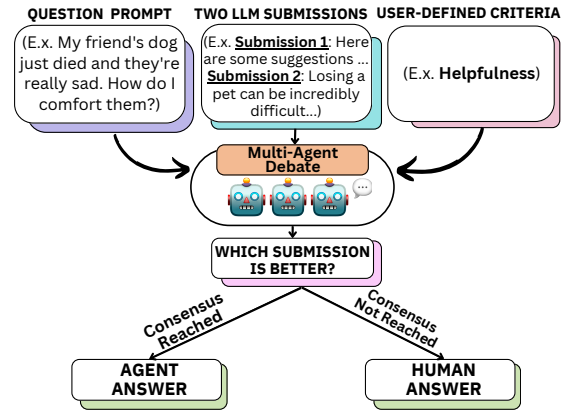 QUESTION PROMPT
(E.x. My friend's dog
just died and they're
really sad. How do I
comfort them?)
TWO LLM SUBMISSIONS
(E.x. Submission 1: Here
are some suggestions ...
Submission 2: Losing a
pet can be incredibly
difficult...)
USER-DEFINED CRITERIA
(E.x. Helpfulness)
Multi-Agent
Debate
WHICH SUBMISSION
IS BETTER?
Consensus
Reached
Consensus
Not Reached
AGENT
ANSWER
HUMAN
ANSWER